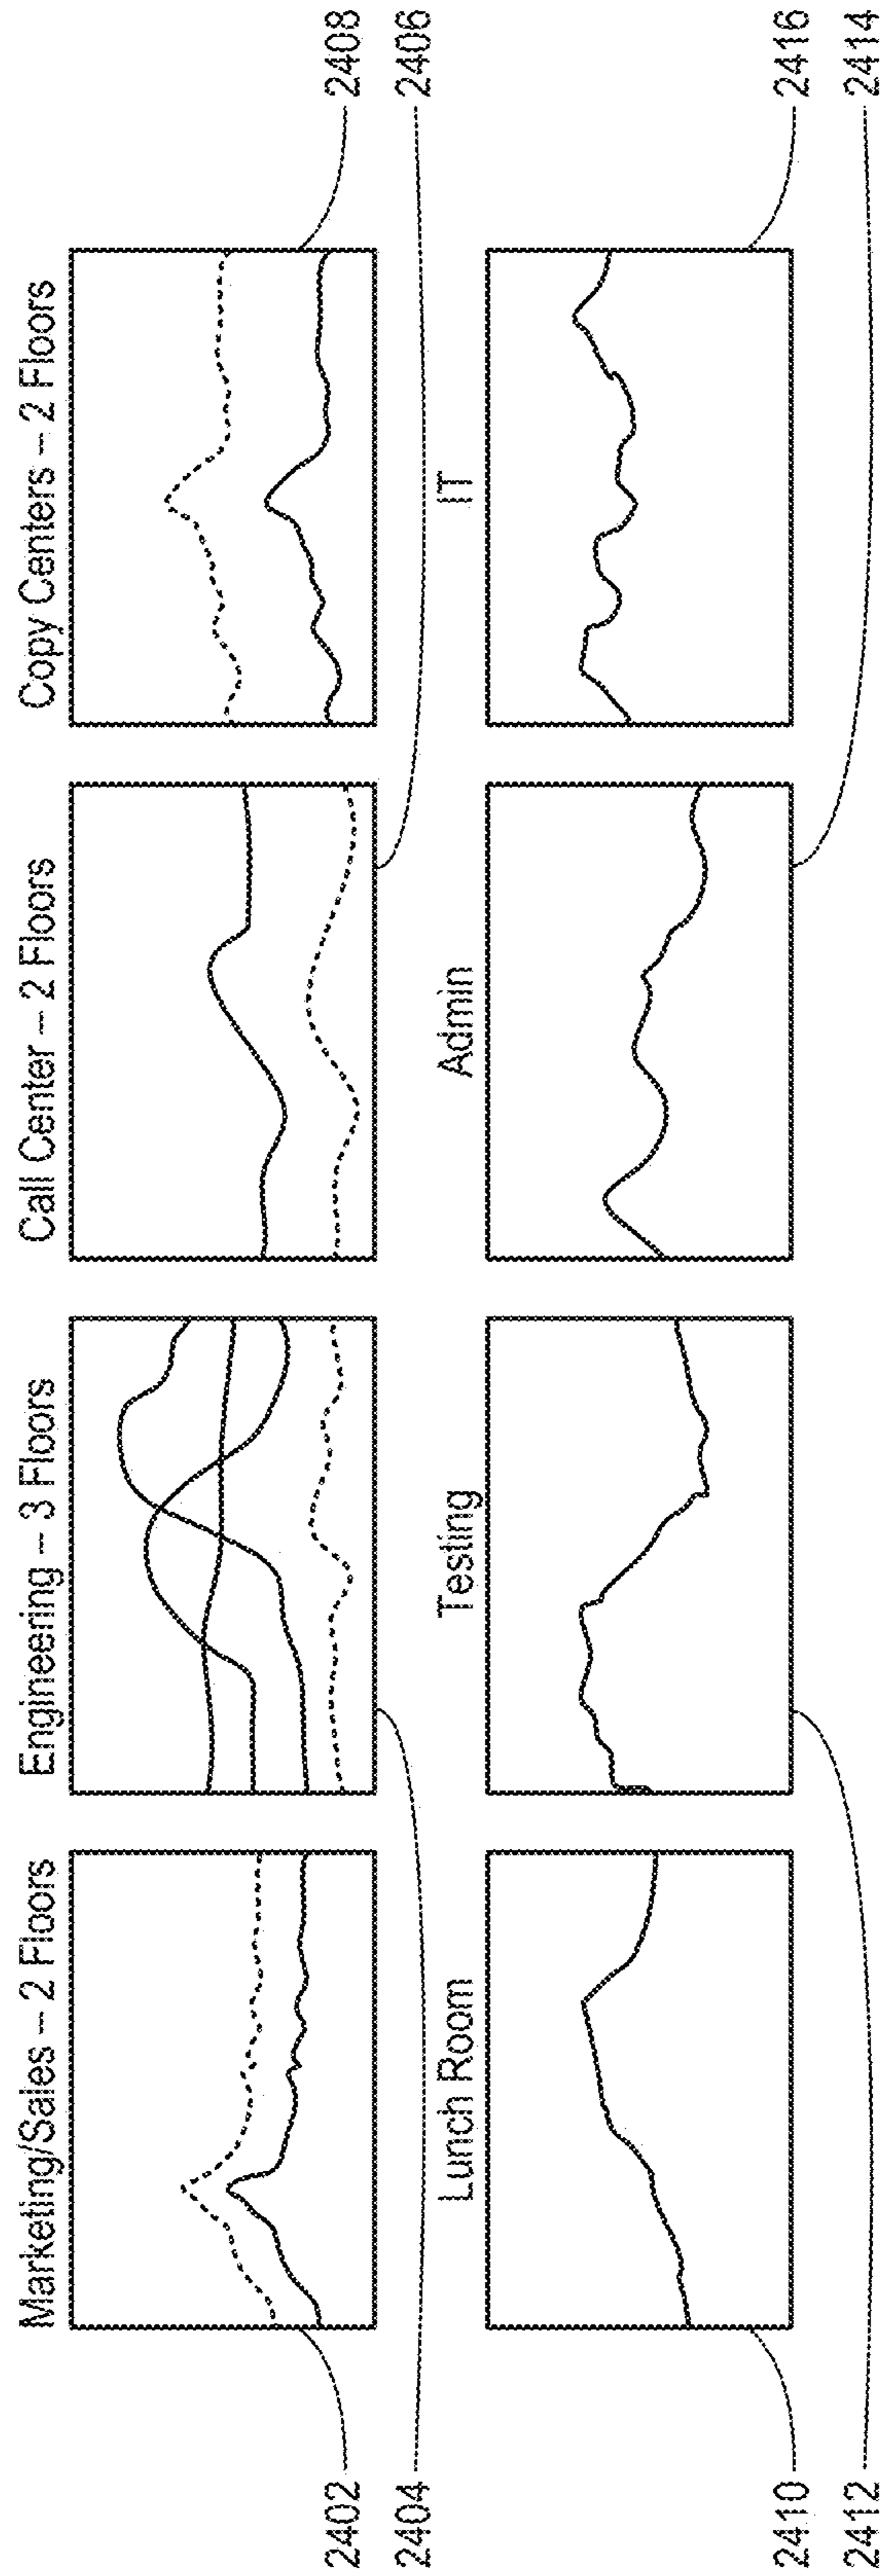 Marketing/Sales – 2 Floors
Engineering – 3 Floors
Call Center – 2 Floors
Copy Centers – 2 Floors
2402
2404
2408
2406
Lunch Room
Testing
Admin
IT
2410
2412
2416
2414